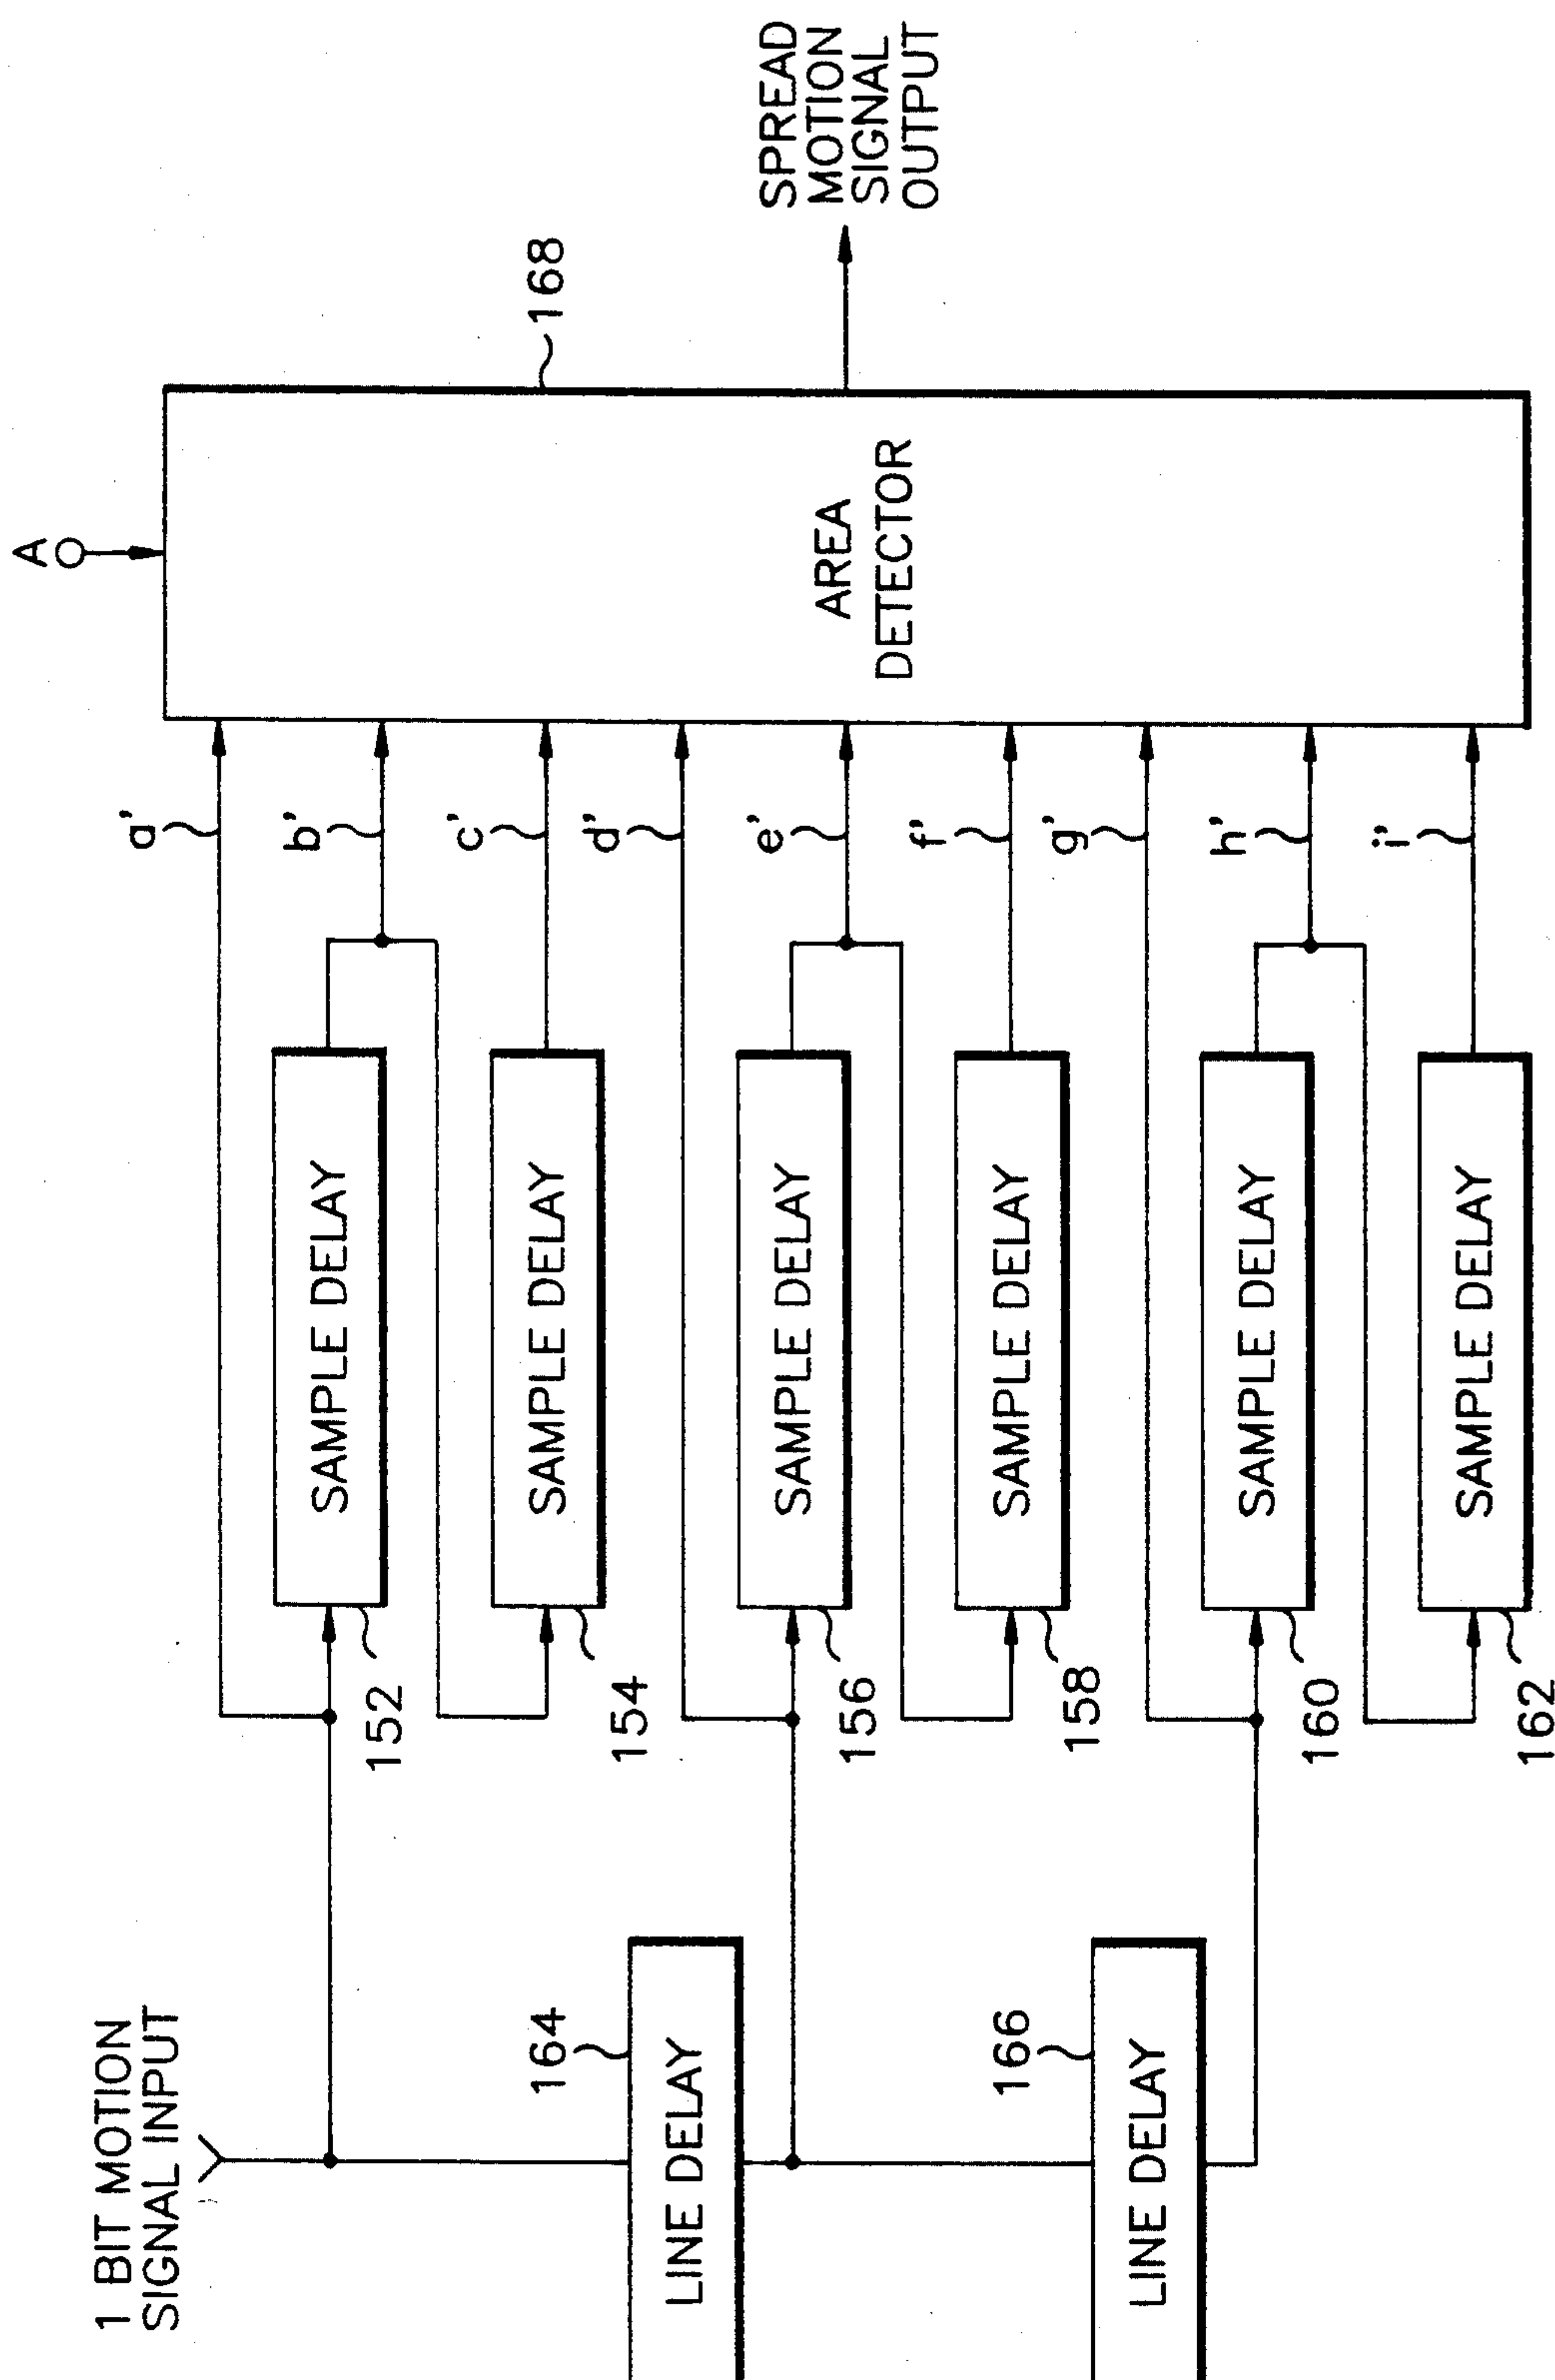 1 BIT MOTION
SIGNAL INPUT
164
LINE DELAY
166
LINE DELAY
152
SAMPLE DELAY
154
SAMPLE DELAY
156
SAMPLE DELAY
158
SAMPLE DELAY
160
SAMPLE DELAY
162
SAMPLE DELAY
a'
b'
c'
d'
e'
f'
g'
h'
i'
A
AREA
DETECTOR
168
SPREAD
MOTION
SIGNAL
OUTPUT